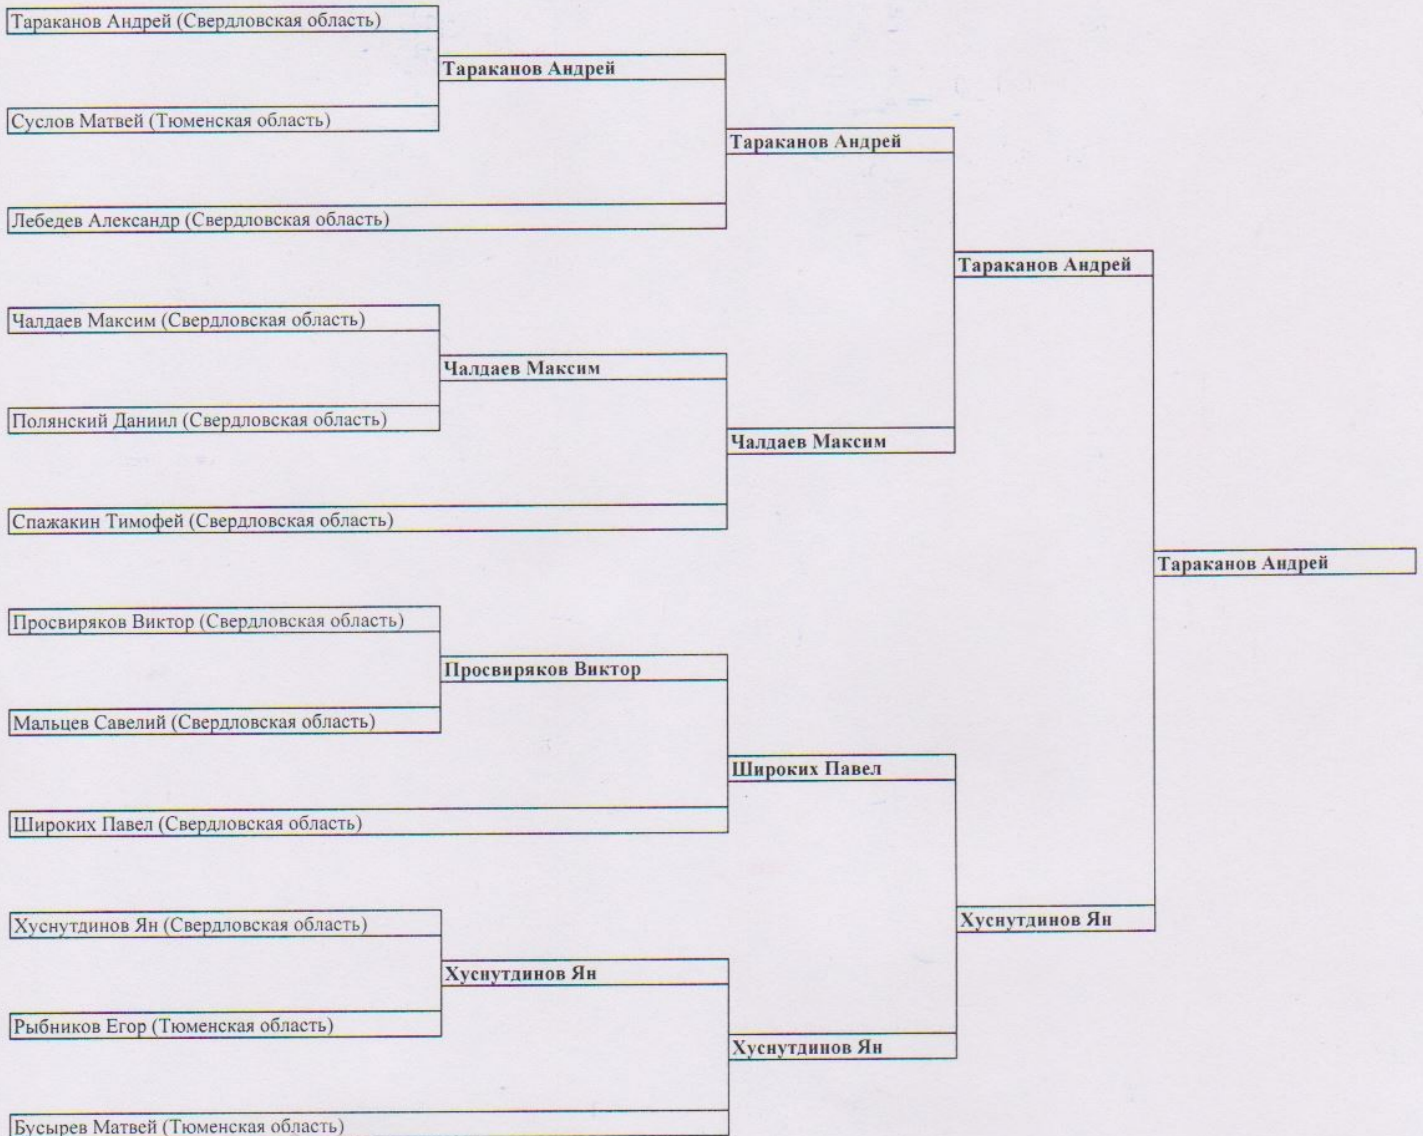 Тараканов Андрей (Свердловская область)
Тараканов Андрей
Суслов Матвей (Тюменская область)
Тараканов Андрей
Лебедев Александр (Свердловская область)
Тараканов Андрей
Чалдаев Максим (Свердловская область)
Чалдаев Максим
Полянский Даниил (Свердловская область)
Чалдаев Максим
Спажакин Тимофей (Свердловская область)
Тараканов Андрей
Просвиряков Виктор (Свердловская область)
Просвиряков Виктор
Мальцев Савелий (Свердловская область)
Широких Павел
Широких Павел (Свердловская область)
Хуснутдинов Ян
Хуснутдинов Ян (Свердловская область)
Хуснутдинов Ян
Рыбников Егор (Тюменская область)
Хуснутдинов Ян
Бусырев Матвей (Тюменская область)